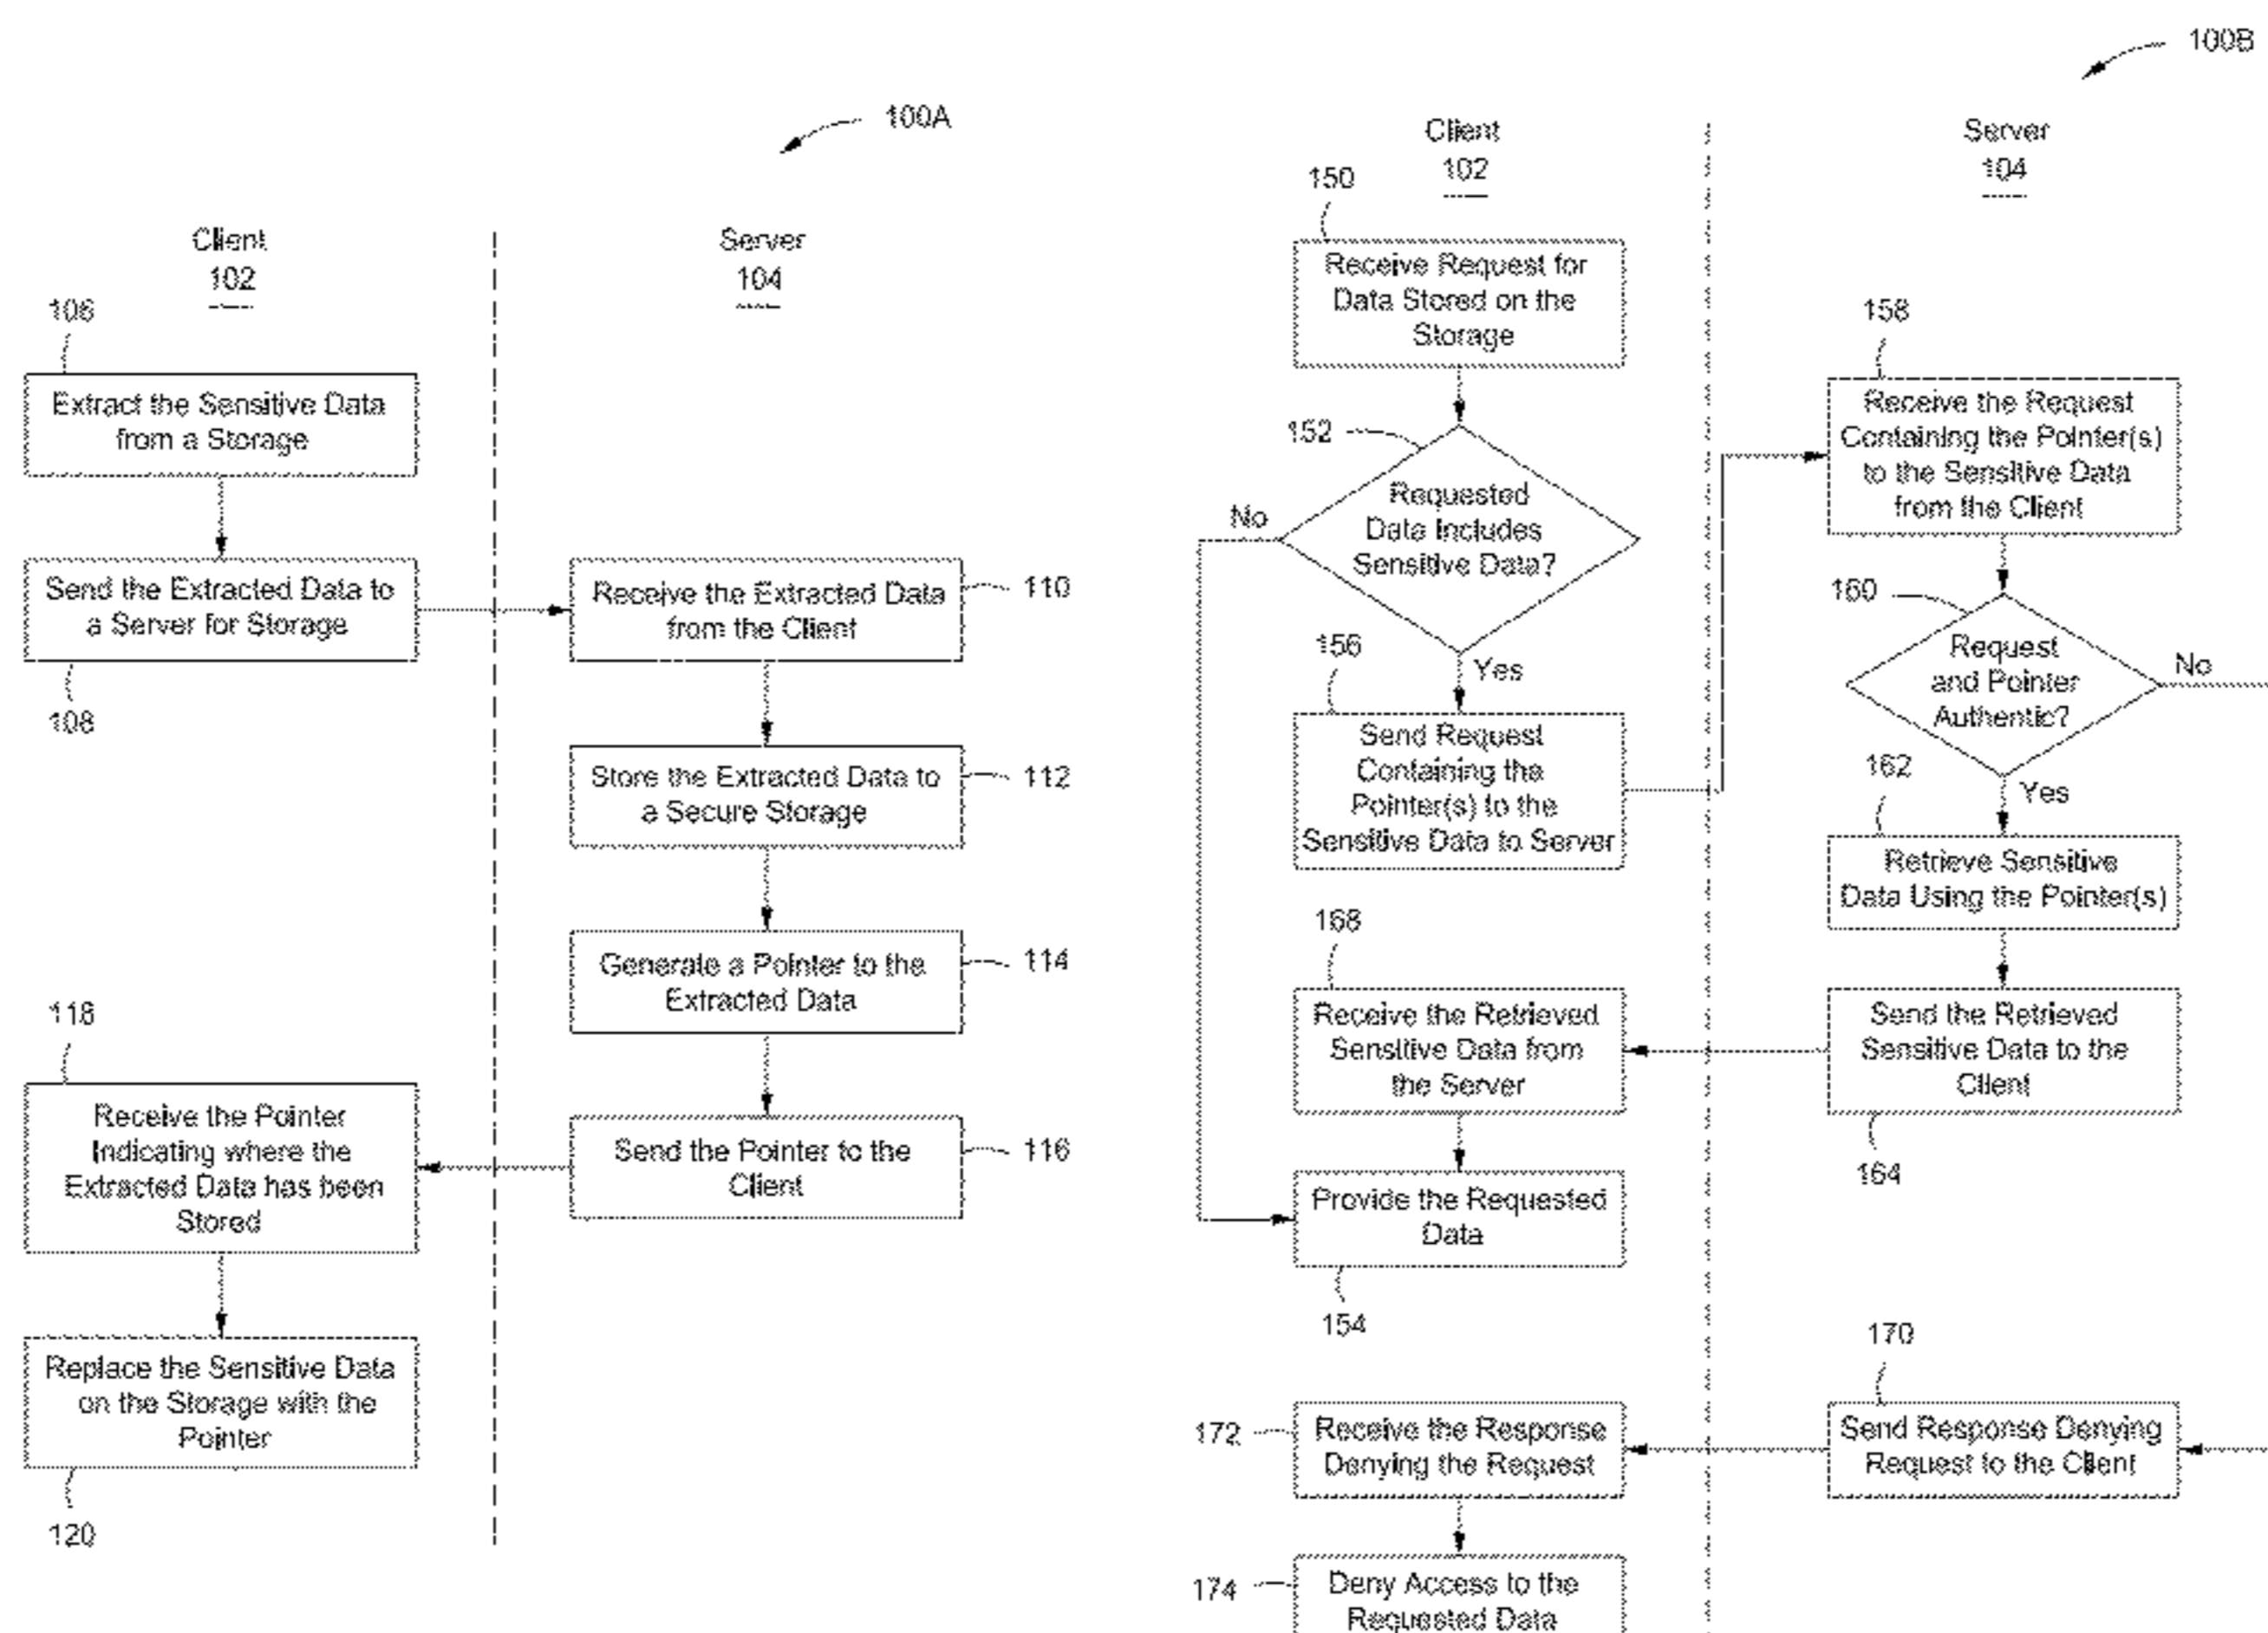 100A
Client
102
Server
104
106
Extract the Sensitive Data
from a Storage
Send the Extracted Data to
a Server for Storage
108
Receive the Extracted Data
from the Client
110
Store the Extracted Data to
a Secure Storage
112
Generate a Pointer to the
Extracted Data
114
Send the Pointer to the
Client
116
118
Receive the Pointer
Indicating where the
Extracted Data has been
Stored
Replace the Sensitive Data
on the Storage with the
Pointer
120
100B
Client
102
Server
104
150
Receive Request for
Data Stored on the
Storage
152
Requested
Data Includes
Sensitive Data?
No
Yes
156
Send Request
Containing the
Pointer(s) to the
Sensitive Data to Server
158
Receive the Request
Containing the Pointer(s)
to the Sensitive Data
from the Client
160
Request
and Pointer
Authentic?
No
Yes
162
Retrieve Sensitive
Data Using the Pointer(s)
Send the Retrieved
Sensitive Data to the
Client
164
168
Receive the Retrieved
Sensitive Data from
the Server
Provide the Requested
Data
154
170
Send Response Denying
Request to the Client
172
Receive the Response
Denying the Request
174
Deny Access to the
Requested Data